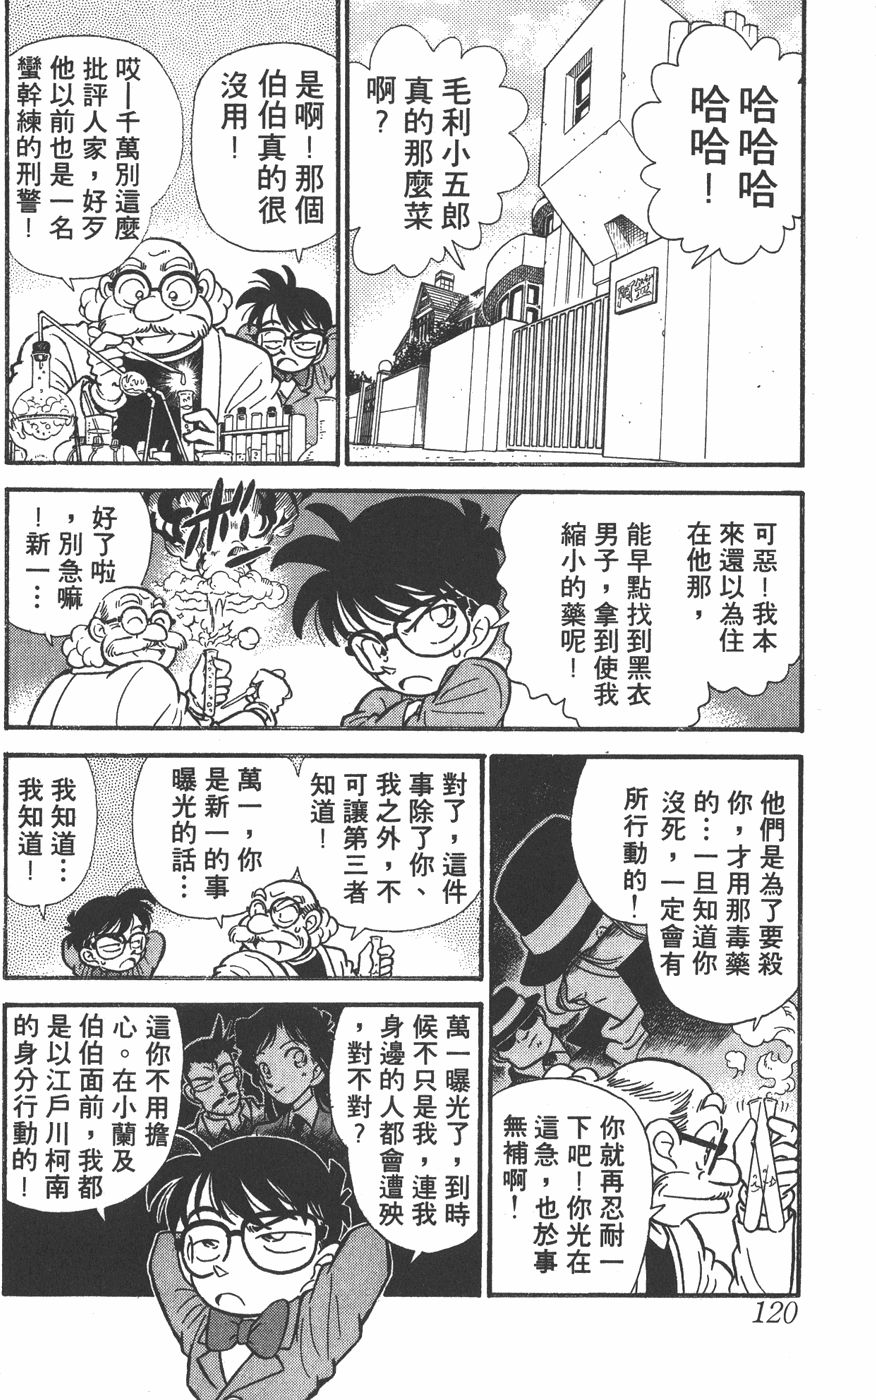 哈哈哈
哈哈！
毛利小五郎
真的那麼菜
啊？
是啊！那個
伯伯真的很
沒用！
哎—千萬別這麼
批評人家，好歹
他以前也是一名
蠻幹練的刑警！
阿笠
可惡！我本
來還以為住
在他那，
能早點找到黑衣
男子，拿到使我
縮小的藥呢！
ボボン
好了啦
，別急嘛
！新一…
他們是為了要殺
你，才用那毒藥
的…一旦知道你
沒死，一定會有
所行動的！
你就再忍耐一
下吧！你光在
這急，也於事
無補啊！
對了，這件
事除了你、
我之外，不
可讓第三者
知道！
萬一，你
是新一的事
曝光的話…
我知道…
我知道！
萬一曝光了，到時
候不只是我，連我
身邊的人都會遭殃
，對不對？
這你不用擔
心。在小蘭及
伯伯面前，我都
是以江戶川柯南
的身分行動的！
120